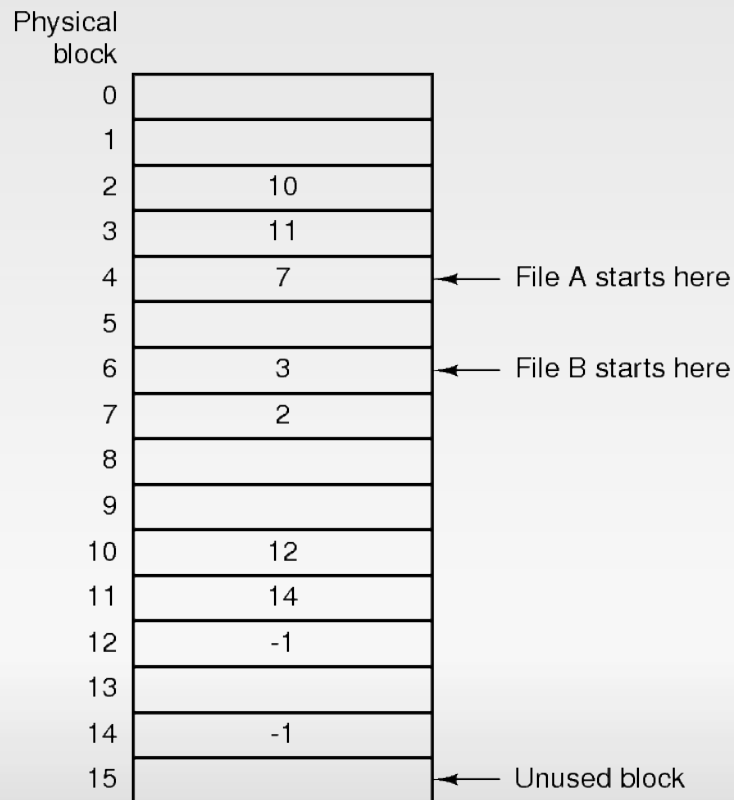 Physical
block
0
1
2 10
3 11
4 7 File A starts here
5
6 3 File B starts here
7 2
8
9
10 12
11 14
12 -1
13
14 -1
15 Unused block